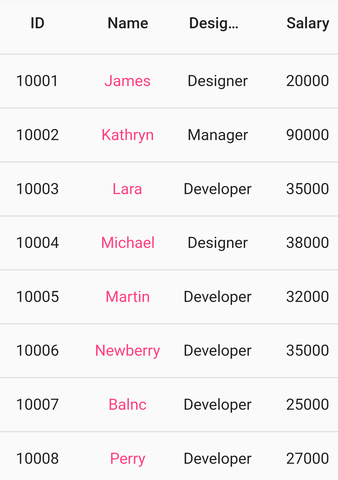 ID Name Desig... Salary
10001 James Designer 20000
10002 Kathryn Manager 90000
10003 Lara Developer 35000
10004 Michael Designer 38000
10005 Martin Developer 32000
10006 Newberry Developer 35000
10007 Balnc Developer 25000
10008 Perry Developer 27000